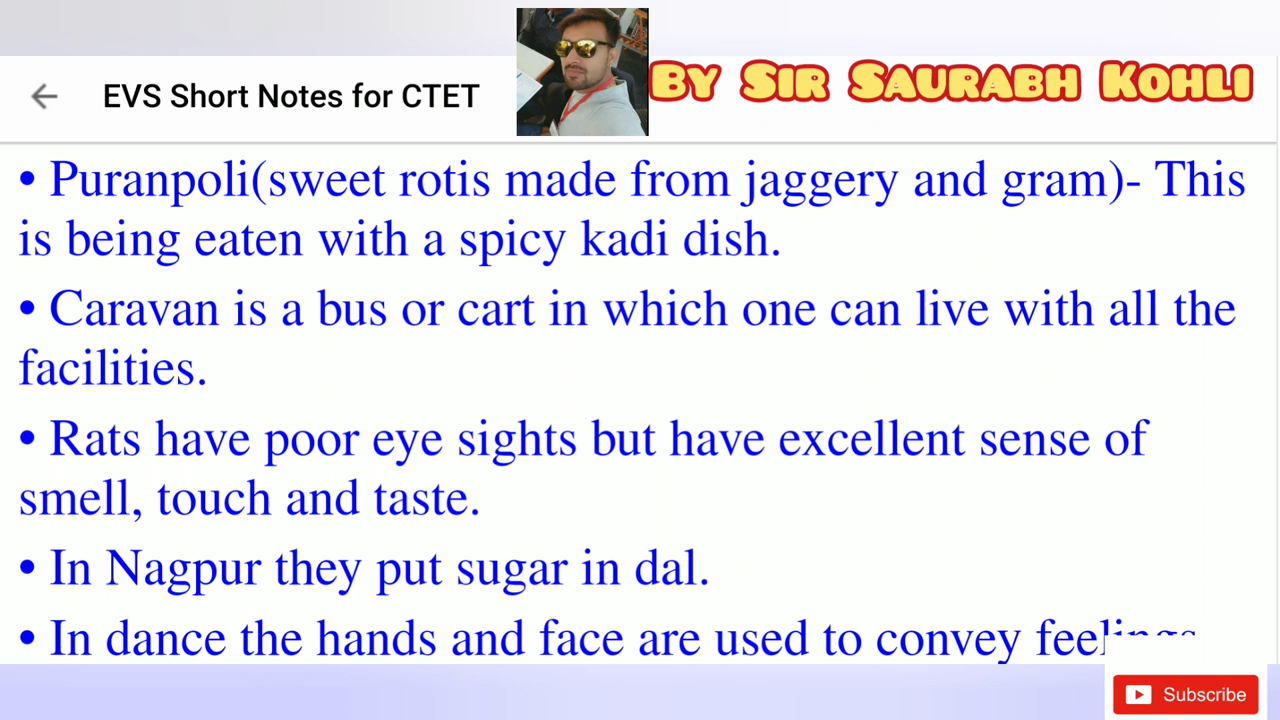 EVS Short Notes for CTET
By Sir Saurabh Kohli
• Puranpoli(sweet rotis made from jaggery and gram)- This
is being eaten with a spicy kadi dish.
• Caravan is a bus or cart in which one can live with all the
facilities.
• Rats have poor eye sights but have excellent sense of
smell, touch and taste.
• In Nagpur they put sugar in dal.
• In dance the hands and face are used to convey feelings
Subscribe